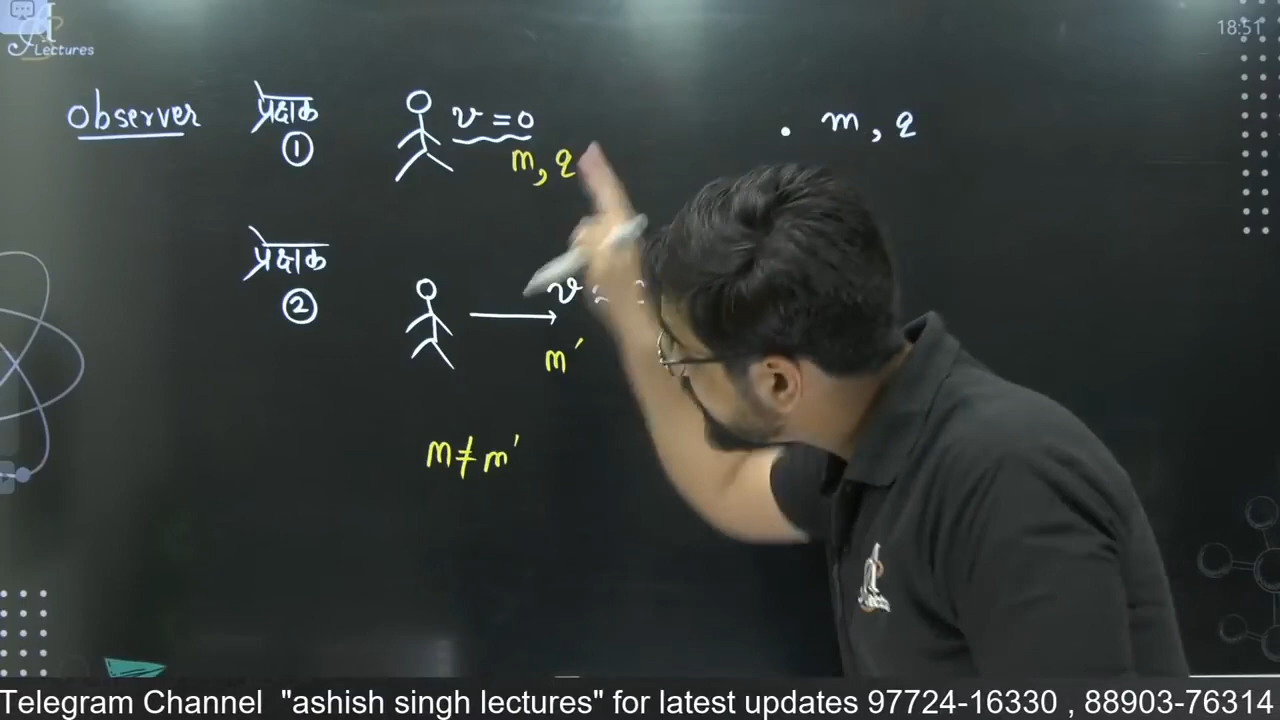 Lectures
18:51
Observer प्रेक्षक ① v = 0 . m, q
m, q
प्रेक्षक ② v
m'
m ≠ m'
Telegram Channel "ashish singh lectures" for latest updates 97724-16330 , 88903-76314